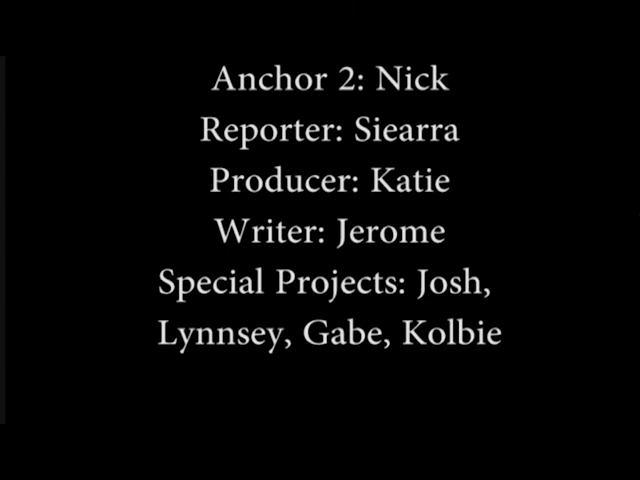 Anchor 2: Nick
Reporter: Siearra
Producer: Katie
Writer: Jerome
Special Projects: Josh,
Lynnsey, Gabe, Kolbie